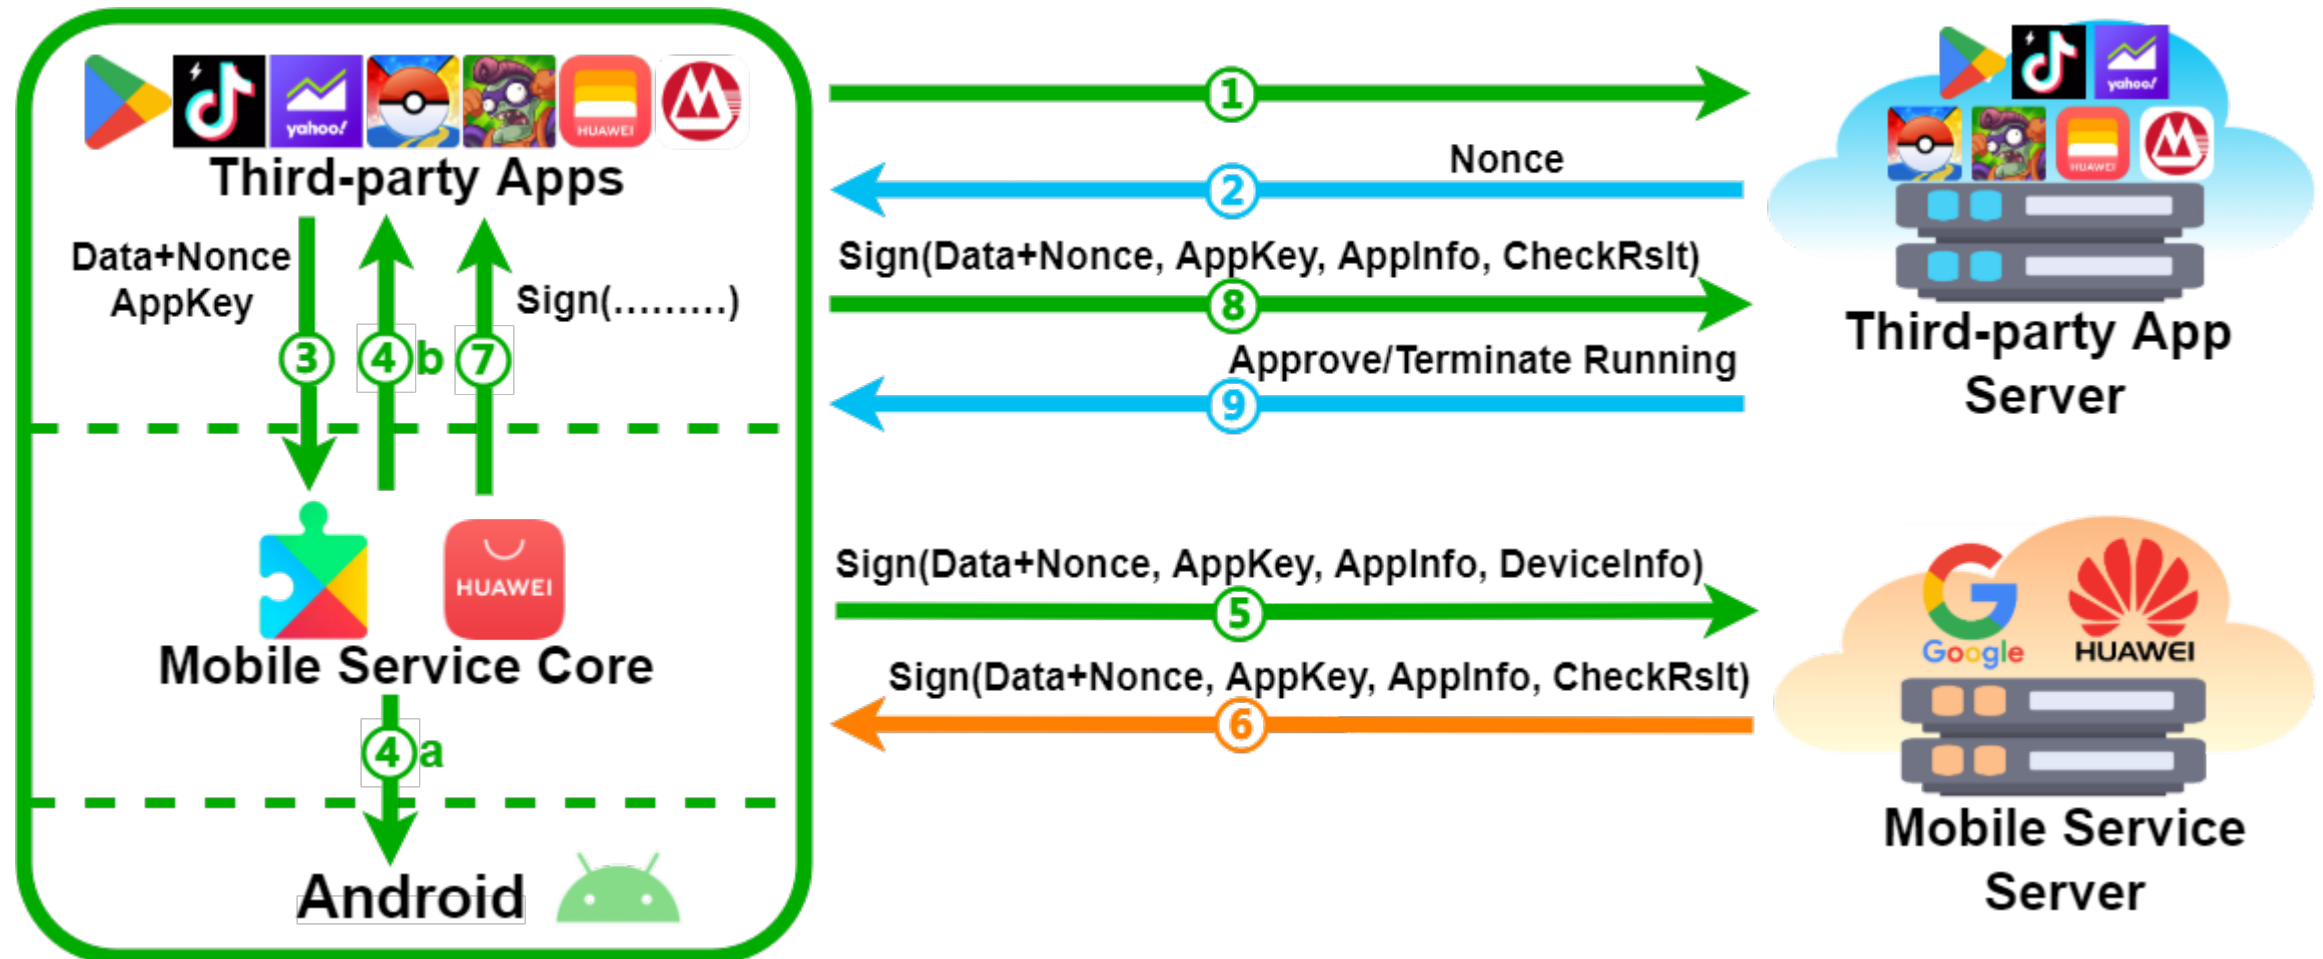 yahoo!
HUAWEI
Third-party Apps
Data+Nonce
AppKey
3
4 b
7
Sign(.........)
HUAWEI
Mobile Service Core
4 a
Android
1
Nonce
2
Sign(Data+Nonce, AppKey, AppInfo, CheckRslt)
8
Approve/Terminate Running
9
Sign(Data+Nonce, AppKey, AppInfo, DeviceInfo)
5
Sign(Data+Nonce, AppKey, AppInfo, CheckRslt)
6
yahoo!
HUAWEI
Third-party App
Server
Google
HUAWEI
Mobile Service
Server